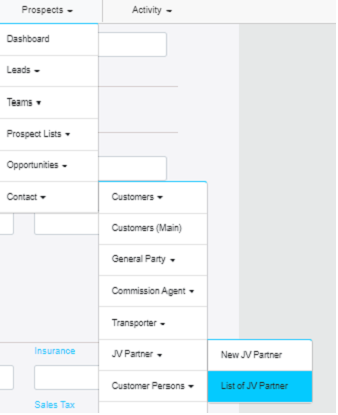 Prospects
Activity
Dashboard
Leads
Teams
Prospect Lists
Opportunities
Contact
Customers
Customers (Main)
General Party
Commission Agent
Transporter
Insurance
JV Partner
New JV Partner
Customer Persons
List of JV Partner
Sales Tax